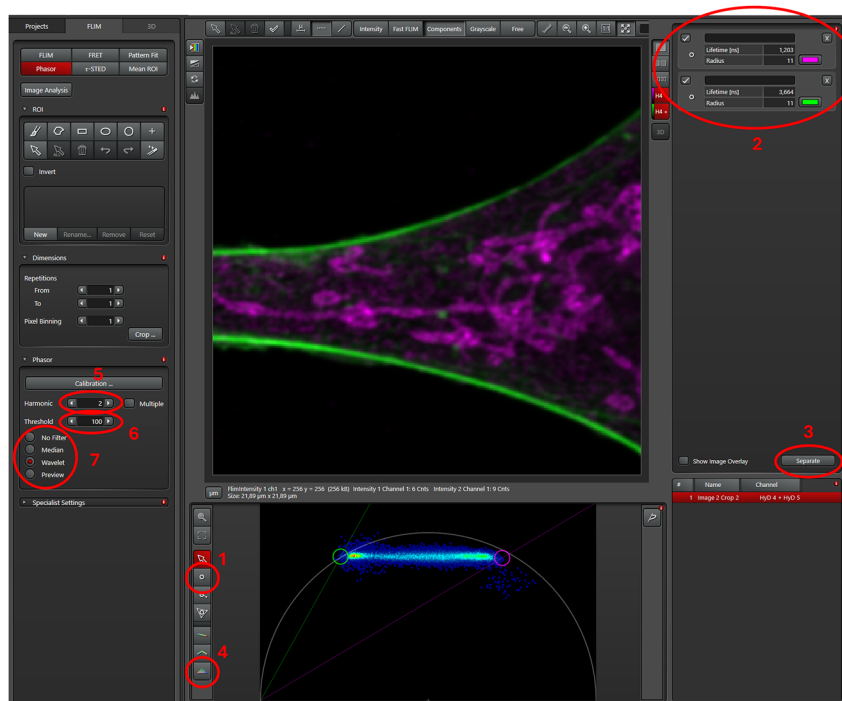 Projects FLIM 3D
FLIM FRET Pattern Fit
Phasor τ-STED Mean ROI
Image Analysis
ROI
Invert
New Rename... Remove Reset
Dimensions
Repetitions
From 1
To 1
Pixel Binning 1
Crop ...
Phasor
5
Calibration ...
Harmonic 2 Multiple
Threshold 100
6
No Filter
Median
7
Wavelet
Preview
Specialist Settings
Intensity Fast FLIM Components Grayscale Free
1:1
H4
H4 +
3D
µm
FlimIntensity 1 ch1 x = 256 y = 256 (256 kB) Intensity 1 Channel 1: 6 Cnts Intensity 2 Channel 1: 9 Cnts
Size: 21,89 µm x 21,89 µm
1
4
X
Lifetime [ns] 1,203
Radius 11
X
Lifetime [ns] 3,664
Radius 11
2
3
Show Image Overlay Separate
# Name Channel
1 Image 2 Crop 2 HyD 4 + HyD 5